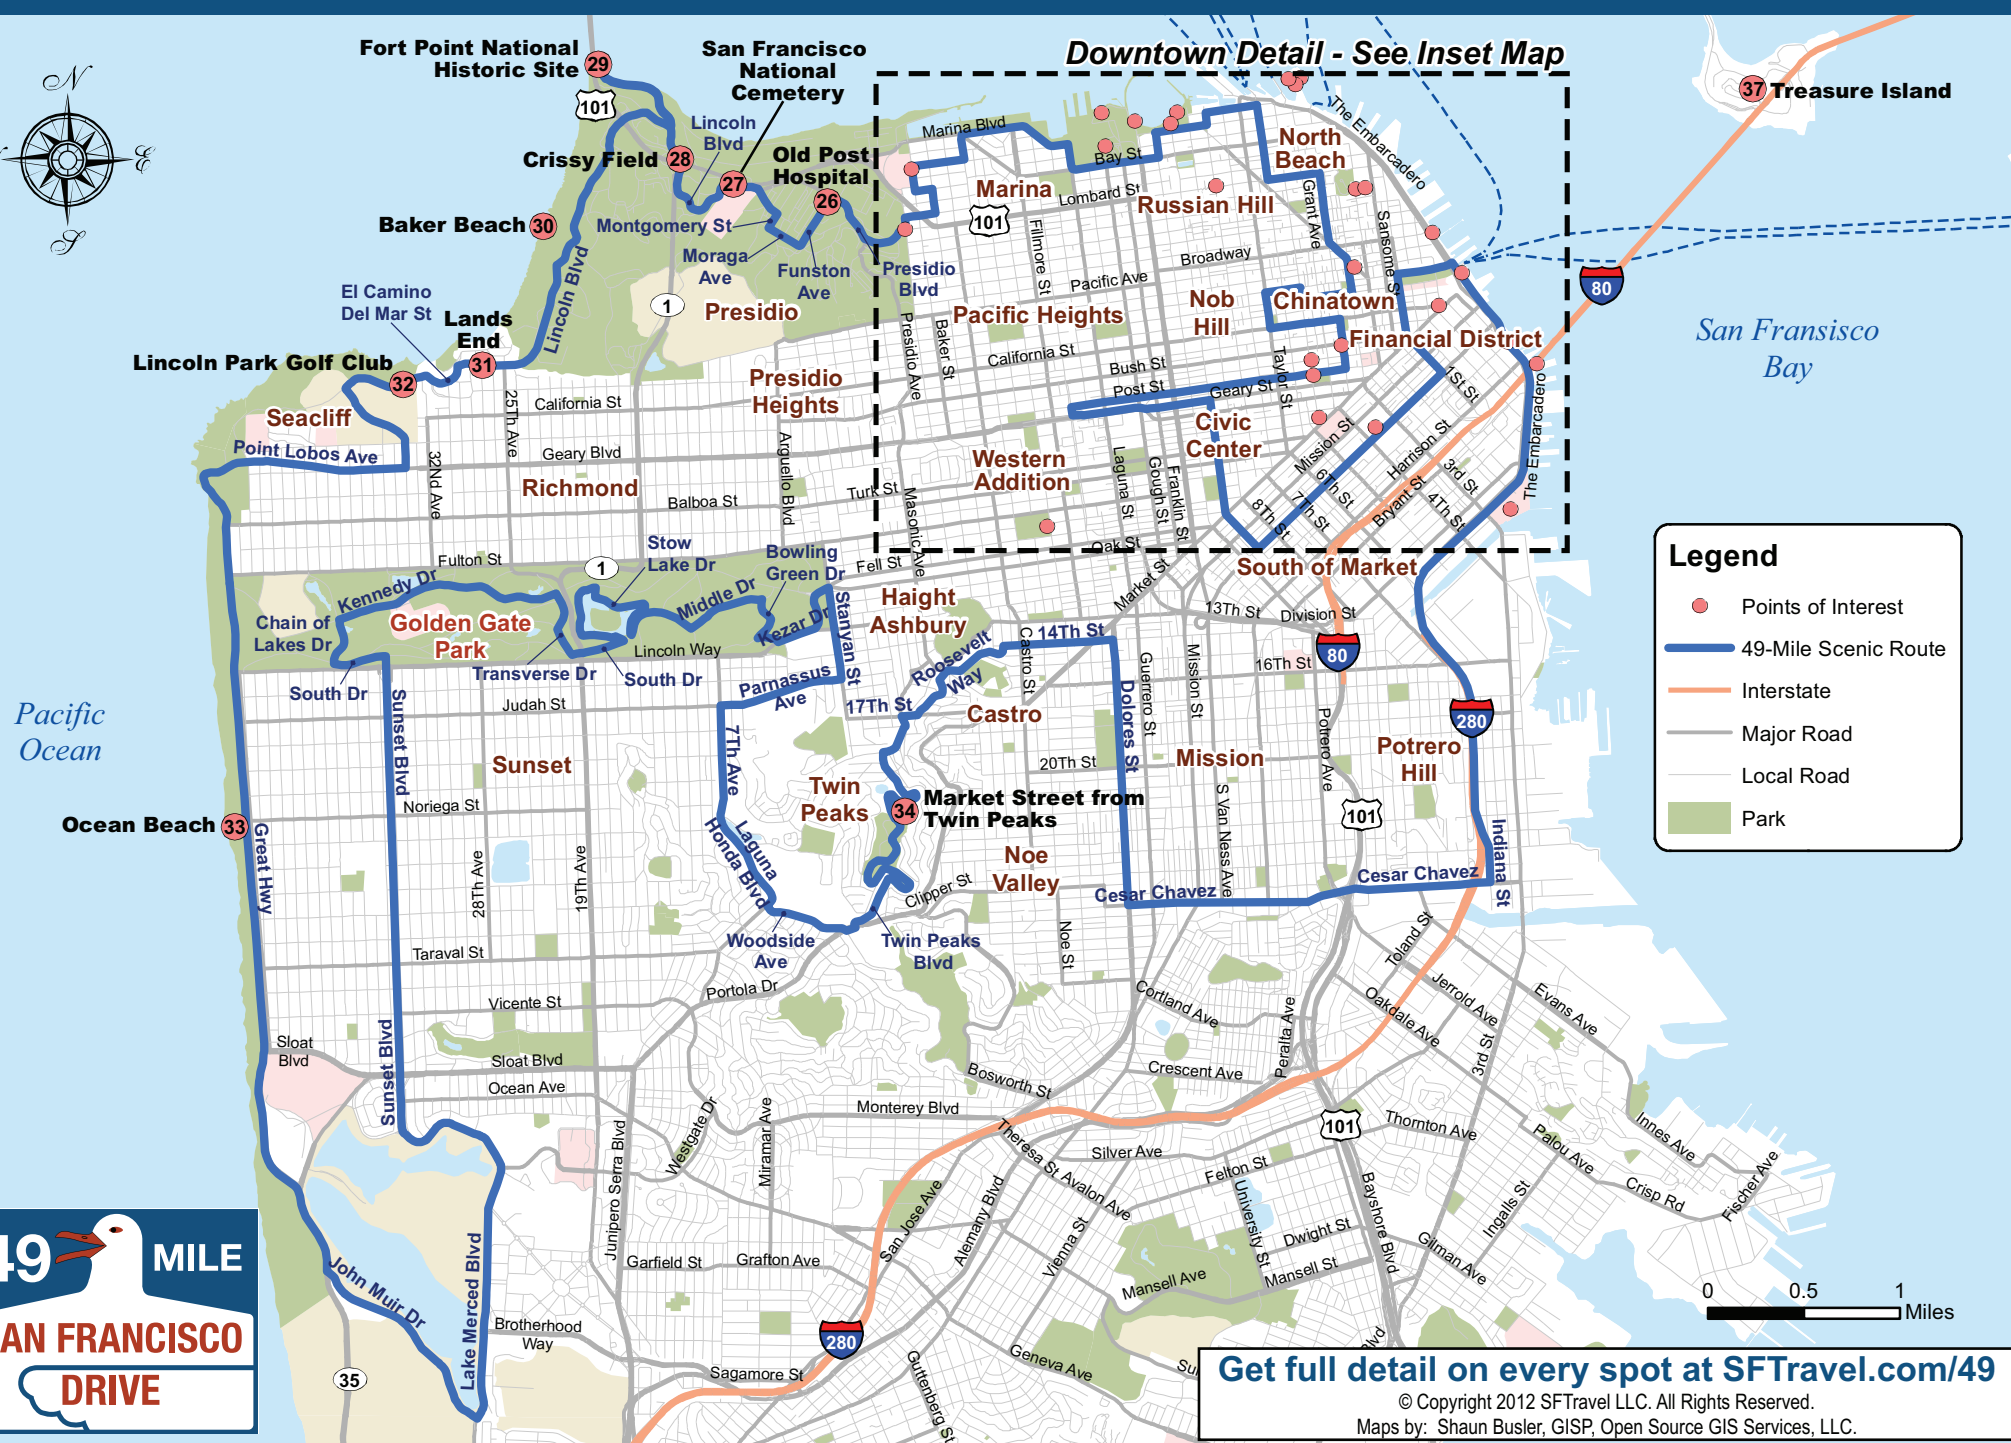 Downtown Detail - See Inset Map
Fort Point National
Historic Site
29
101
San Francisco
National
Cemetery
Lincoln
Blvd
Crissy Field
28
27
Old Post
Hospital
26
Baker Beach
30
Montgomery St
Moraga
Ave
Funston
Ave
Presidio
Blvd
Lincoln Blvd
1
Presidio
El Camino
Del Mar St
Lands
End
31
Lincoln Park Golf Club
32
Seacliff
Point Lobos Ave
N
E
S
37
Treasure Island
The Embarcadero
Marina Blvd
Bay St
North
Beach
Marina
Lombard St
Russian Hill
101
Fillmore St
Grant Ave
Sansome St
Broadway
Pacific Ave
Nob
Hill
Chinatown
Pacific Heights
Financial District
Presidio Ave
Baker St
California St
Bush St
Post St
Geary St
Taylor St
1St St
Civic
Center
Mission St
Harrison St
3rd St
4Th St
Bryant St
6Th St
7Th St
8Th St
The Embarcadero
Western
Addition
Laguna St
Gough St
Franklin St
Turk St
Masonic Ave
Oak St
80
San Fransisco
Bay
Presidio
Heights
California St
25Th Ave
Geary Blvd
32Nd Ave
Richmond
Balboa St
Arguello Blvd
Fulton St
1
Stow
Lake Dr
Bowling
Green Dr
Fell St
Kennedy Dr
Middle Dr
Kezar Dr
Stanyan St
Chain of
Lakes Dr
Golden Gate
Park
Lincoln Way
Transverse Dr
South Dr
South Dr
Haight
Ashbury
Market St
South of Market
13Th St
Division St
14Th St
Roosevelt
Way
Castro St
16Th St
80
Parnassus
Ave
17Th St
Castro
Guerrero St
Mission St
Dolores St
Judah St
Pacific
Ocean
Sunset Blvd
Sunset
7Th Ave
Twin
Peaks
34
Market Street from
Twin Peaks
20Th St
Mission
Potrero Ave
Potrero
Hill
280
S Van Ness Ave
101
Indiana St
Noriega St
Ocean Beach
33
Great Hwy
28Th Ave
19Th Ave
Laguna
Honda Blvd
Noe
Valley
Clipper St
Cesar Chavez
Cesar Chavez
Woodside
Ave
Twin Peaks
Blvd
Noe St
Taraval St
Toland St
Portola Dr
Vicente St
Cortland Ave
Peralta Ave
Oakdale Ave
Jerrold Ave
Evans Ave
3rd St
Sloat
Blvd
Sloat Blvd
Ocean Ave
Sunset Blvd
Bosworth St
Crescent Ave
Monterey Blvd
Westgate Dr
Miramar Ave
Junipero Serra Blvd
Theresa St
Silver Ave
Avalon Ave
Felton St
101
Thornton Ave
Palou Ave
Innes Ave
Fischer Ave
Crisp Rd
Ingalls St
University St
Dwight St
Mansell St
Mansell Ave
Bayshore Blvd
Gilman Ave
San Jose Ave
Alemany Blvd
Vienna St
Garfield St
Grafton Ave
John Muir Dr
Lake Merced Blvd
Brotherhood
Way
280
Sagamore St
35
Guttenberg St
Geneva Ave
Blvd
Legend
Points of Interest
49-Mile Scenic Route
Interstate
Major Road
Local Road
Park
0 0.5 1
Miles
49 MILE
AN FRANCISCO
DRIVE
Get full detail on every spot at SFTravel.com/49
© Copyright 2012 SFTravel LLC. All Rights Reserved.
Maps by: Shaun Busler, GISP, Open Source GIS Services, LLC.